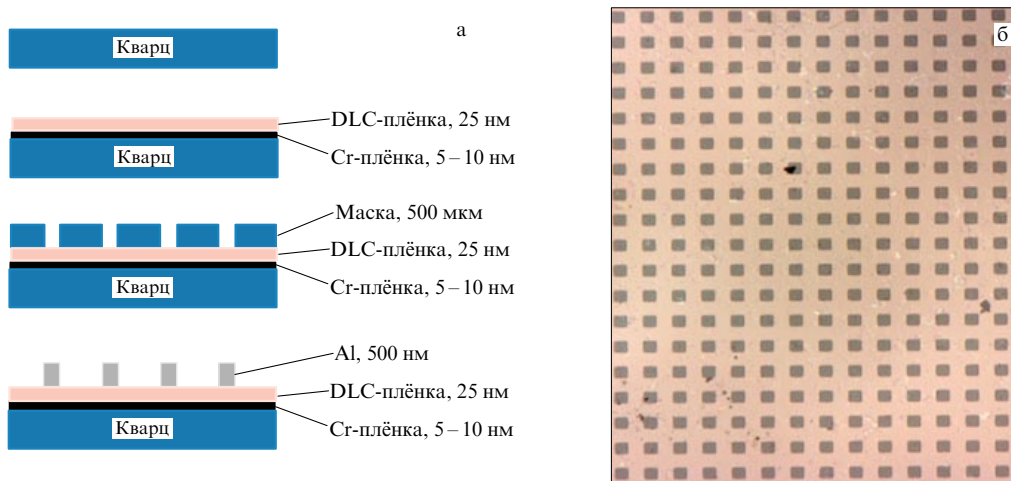 а
Кварц
DLC-плёнка, 25 нм
Cr-плёнка, 5 – 10 нм
Кварц
Маска, 500 мкм
DLC-плёнка, 25 нм
Cr-плёнка, 5 – 10 нм
Кварц
Al, 500 нм
DLC-плёнка, 25 нм
Cr-плёнка, 5 – 10 нм
Кварц
б